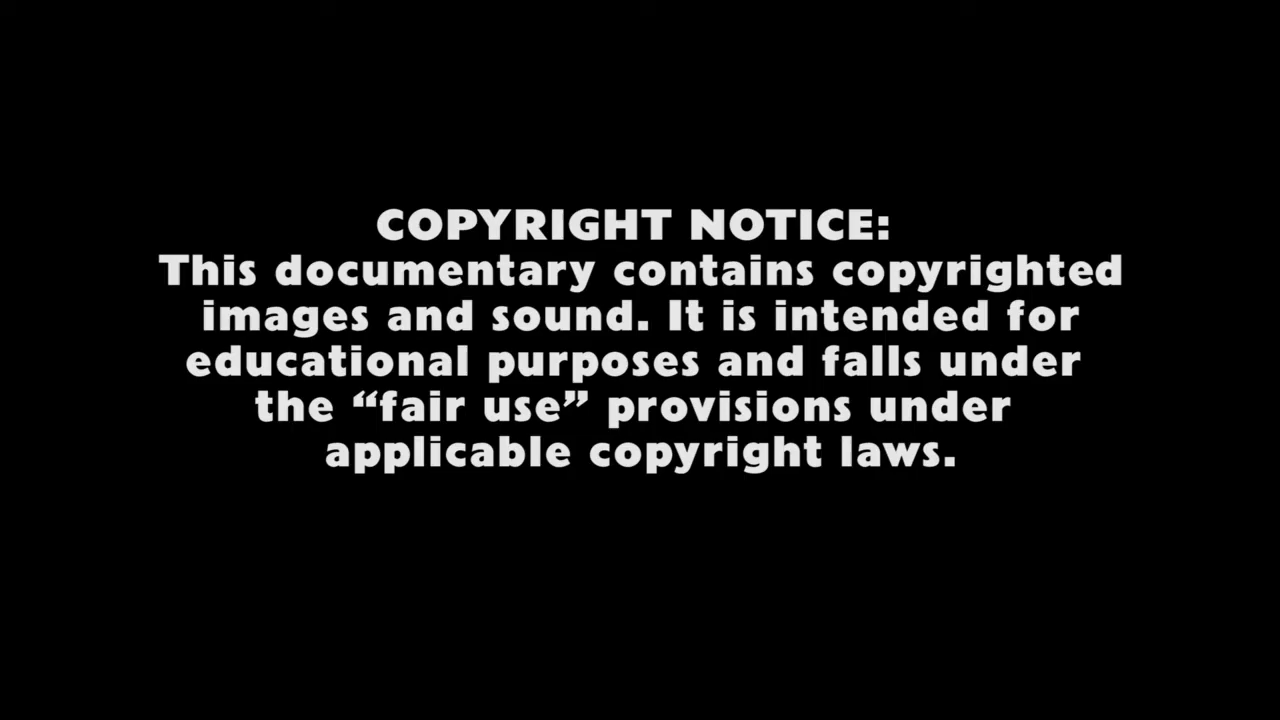 COPYRIGHT NOTICE:
This documentary contains copyrighted
images and sound. It is intended for
educational purposes and falls under
the “fair use” provisions under
applicable copyright laws.